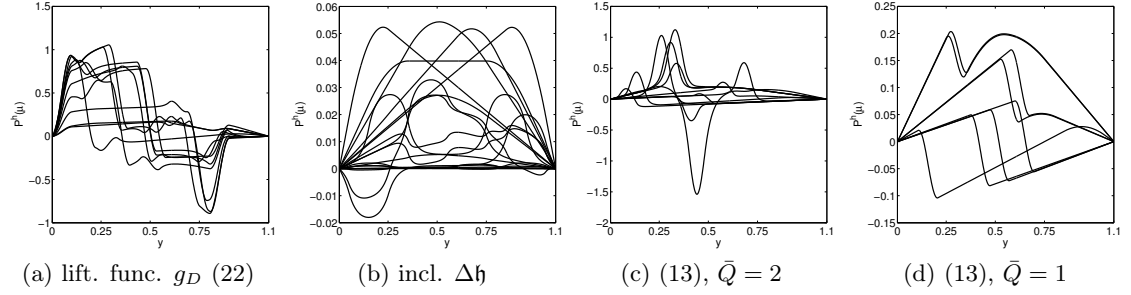 1.5
1
0.5
0
−0.5
−1
P^h(μ)
0 0.25 0.5 0.75 1.1
y
(a) lift. func. g_D (22)
0.06
0.05
0.04
0.03
0.02
0.01
0
−0.01
−0.02
P^h(μ)
0 0.25 0.5 0.75 1.1
y
(b) incl. Δ𝔥
1.5
1
0.5
0
−0.5
−1
−1.5
−2
P^h(μ)
0 0.25 0.5 0.75 1.1
y
(c) (13), Q̄ = 2
0.25
0.2
0.15
0.1
0.05
0
−0.05
−0.1
−0.15
P^h(μ)
0 0.25 0.5 0.75 1.1
y
(d) (13), Q̄ = 1